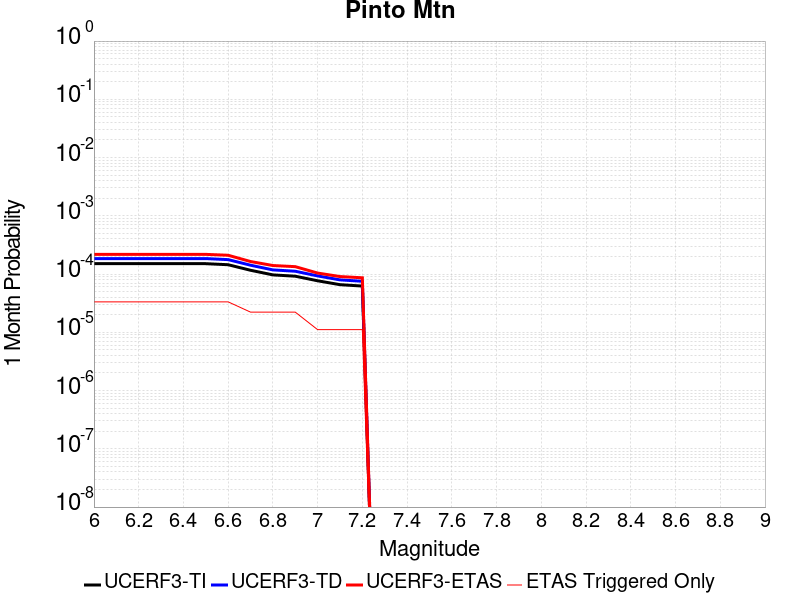 Pinto Mtn
1 Month Probability
10^0
10^-1
10^-2
10^-3
10^-4
10^-5
10^-6
10^-7
10^-8
6 6.2 6.4 6.6 6.8 7 7.2 7.4 7.6 7.8 8 8.2 8.4 8.6 8.8 9
Magnitude
UCERF3-TI UCERF3-TD UCERF3-ETAS ETAS Triggered Only